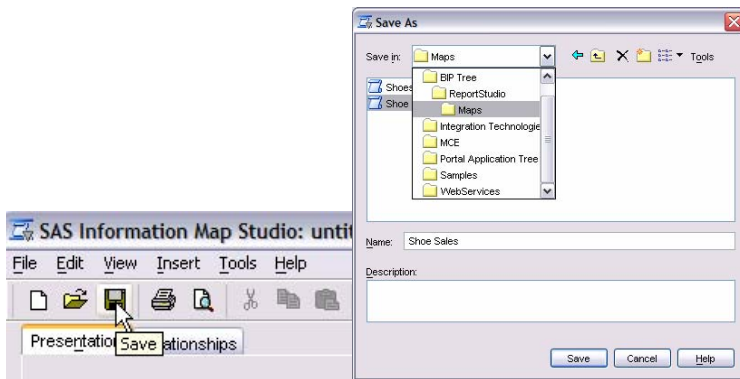 Save As
Save in: Maps
Tools
Shoes
Shoe
BIP Tree
ReportStudio
Maps
Integration Technologie
MCE
Portal Application Tree
Samples
WebServices
Name: Shoe Sales
Description:
Save Cancel Help
SAS Information Map Studio: untit
File Edit View Insert Tools Help
Presentatio Save ationships